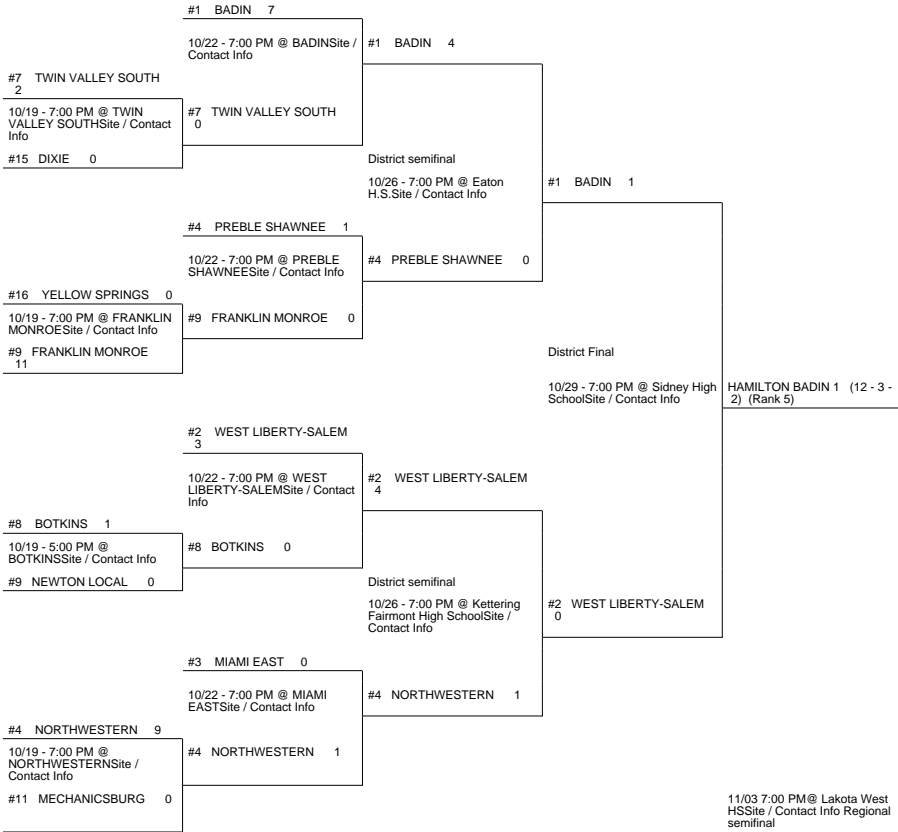 #1 BADIN 7
10/22 - 7:00 PM @ BADINSite /
Contact Info
#1 BADIN 4
#7 TWIN VALLEY SOUTH
2
10/19 - 7:00 PM @ TWIN
VALLEY SOUTHSite / Contact
Info
#7 TWIN VALLEY SOUTH
0
#15 DIXIE 0
District semifinal
10/26 - 7:00 PM @ Eaton
H.S.Site / Contact Info
#1 BADIN 1
#4 PREBLE SHAWNEE 1
10/22 - 7:00 PM @ PREBLE
SHAWNEESite / Contact Info
#4 PREBLE SHAWNEE 0
#16 YELLOW SPRINGS 0
10/19 - 7:00 PM @ FRANKLIN
MONROESite / Contact Info
#9 FRANKLIN MONROE 0
#9 FRANKLIN MONROE
11
District Final
10/29 - 7:00 PM @ Sidney High
SchoolSite / Contact Info
HAMILTON BADIN 1 (12 - 3 -
2) (Rank 5)
#2 WEST LIBERTY-SALEM
3
10/22 - 7:00 PM @ WEST
LIBERTY-SALEMSite / Contact
Info
#2 WEST LIBERTY-SALEM
4
#8 BOTKINS 1
10/19 - 5:00 PM @
BOTKINSSite / Contact Info
#8 BOTKINS 0
#9 NEWTON LOCAL 0
District semifinal
10/26 - 7:00 PM @ Kettering
Fairmont High SchoolSite /
Contact Info
#2 WEST LIBERTY-SALEM
0
#3 MIAMI EAST 0
10/22 - 7:00 PM @ MIAMI
EASTSite / Contact Info
#4 NORTHWESTERN 1
#4 NORTHWESTERN 9
10/19 - 7:00 PM @
NORTHWESTERNSite /
Contact Info
#4 NORTHWESTERN 1
#11 MECHANICSBURG 0
11/03 7:00 PM@ Lakota West
HSSite / Contact Info Regional
semifinal